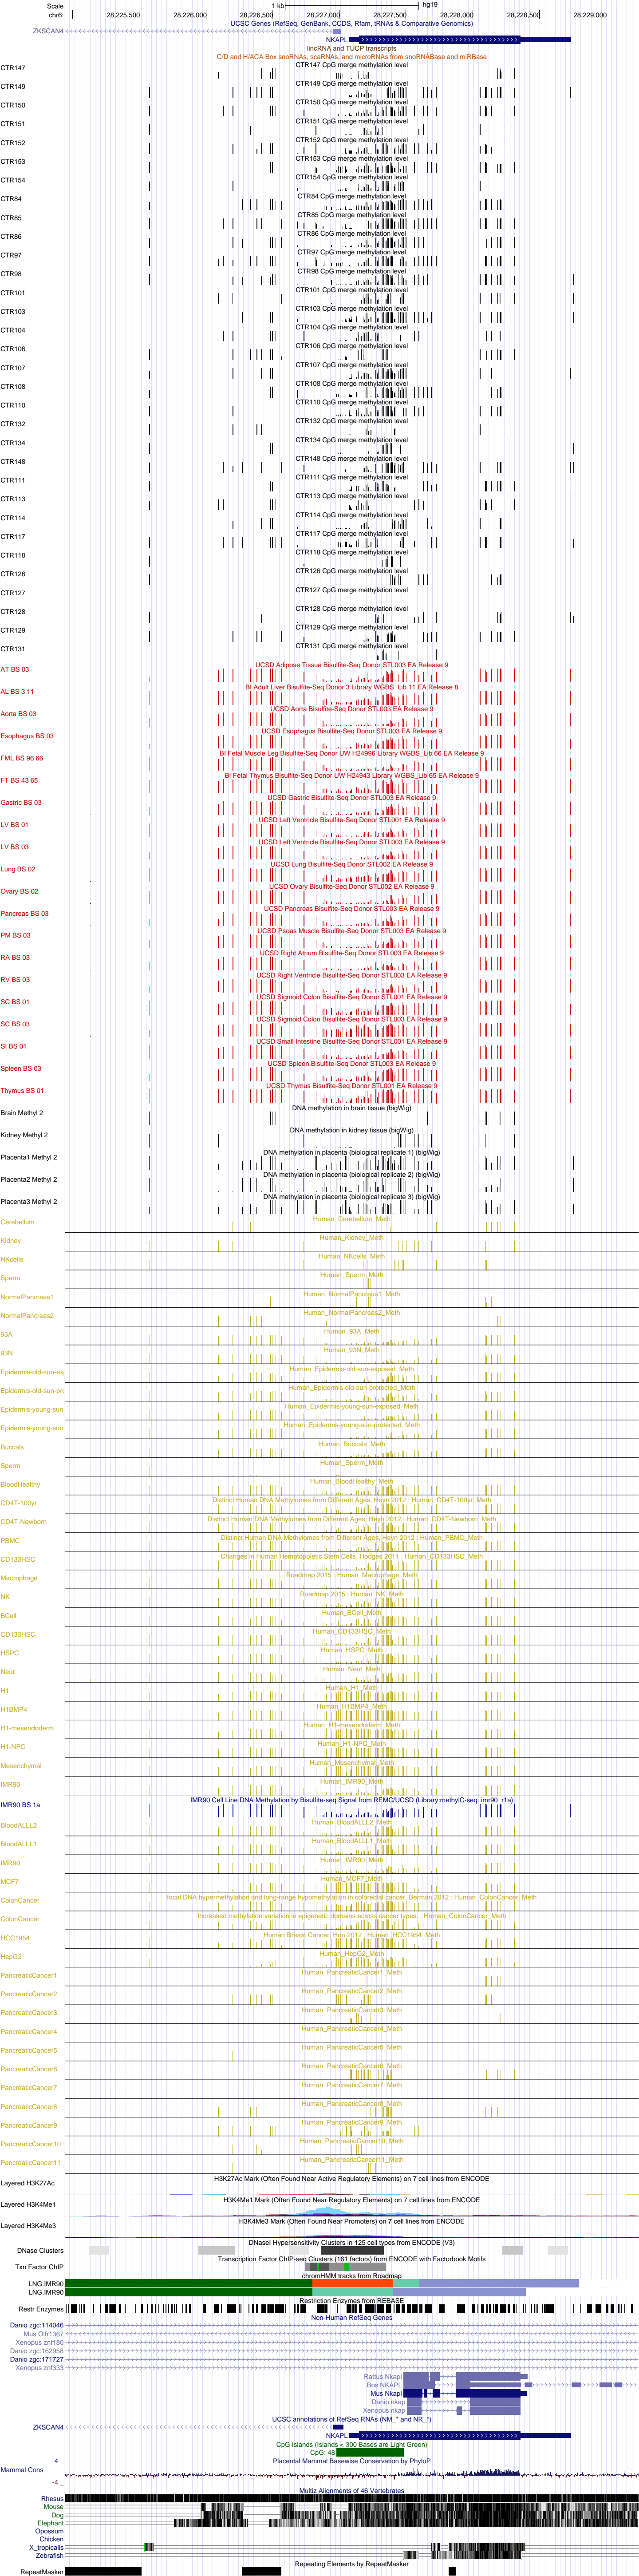 Scale 1 kb hg19
chr6: 28,225,500 28,226,000 28,226,500 28,227,000 28,227,500 28,228,000 28,228,500 28,229,000
UCSC Genes (RefSeq, GenBank, CCDS, Rfam, tRNAs & Comparative Genomics)
ZKSCAN4
NKAPL
lincRNA and TUCP transcripts
C/D and H/ACA Box snoRNAs, scaRNAs, and microRNAs from snoRNABase and miRBase
CTR147 CpG merge methylation level
CTR147
CTR149 CpG merge methylation level
CTR149
CTR150 CpG merge methylation level
CTR150
CTR151 CpG merge methylation level
CTR151
CTR152 CpG merge methylation level
CTR152
CTR153 CpG merge methylation level
CTR153
CTR154 CpG merge methylation level
CTR154
CTR84 CpG merge methylation level
CTR84
CTR85 CpG merge methylation level
CTR85
CTR86 CpG merge methylation level
CTR86
CTR97 CpG merge methylation level
CTR97
CTR98 CpG merge methylation level
CTR98
CTR101 CpG merge methylation level
CTR101
CTR103 CpG merge methylation level
CTR103
CTR104 CpG merge methylation level
CTR104
CTR106 CpG merge methylation level
CTR106
CTR107 CpG merge methylation level
CTR107
CTR108 CpG merge methylation level
CTR108
CTR110 CpG merge methylation level
CTR110
CTR132 CpG merge methylation level
CTR132
CTR134 CpG merge methylation level
CTR134
CTR148 CpG merge methylation level
CTR148
CTR111 CpG merge methylation level
CTR111
CTR113 CpG merge methylation level
CTR113
CTR114 CpG merge methylation level
CTR114
CTR117 CpG merge methylation level
CTR117
CTR118 CpG merge methylation level
CTR118
CTR126 CpG merge methylation level
CTR126
CTR127 CpG merge methylation level
CTR127
CTR128 CpG merge methylation level
CTR128
CTR129 CpG merge methylation level
CTR129
CTR131 CpG merge methylation level
CTR131
UCSD Adipose Tissue Bisulfite-Seq Donor STL003 EA Release 9
AT BS 03
BI Adult Liver Bisulfite-Seq Donor 3 Library WGBS_Lib 11 EA Release 8
AL BS 3 11
UCSD Aorta Bisulfite-Seq Donor STL003 EA Release 9
Aorta BS 03
UCSD Esophagus Bisulfite-Seq Donor STL003 EA Release 9
Esophagus BS 03
BI Fetal Muscle Leg Bisulfite-Seq Donor UW H24996 Library WGBS_Lib 66 EA Release 9
FML BS 96 66
BI Fetal Thymus Bisulfite-Seq Donor UW H24943 Library WGBS_Lib 65 EA Release 9
FT BS 43 65
UCSD Gastric Bisulfite-Seq Donor STL003 EA Release 9
Gastric BS 03
UCSD Left Ventricle Bisulfite-Seq Donor STL001 EA Release 9
LV BS 01
UCSD Left Ventricle Bisulfite-Seq Donor STL003 EA Release 9
LV BS 03
UCSD Lung Bisulfite-Seq Donor STL002 EA Release 9
Lung BS 02
UCSD Ovary Bisulfite-Seq Donor STL002 EA Release 9
Ovary BS 02
UCSD Pancreas Bisulfite-Seq Donor STL003 EA Release 9
Pancreas BS 03
UCSD Psoas Muscle Bisulfite-Seq Donor STL003 EA Release 9
PM BS 03
UCSD Right Atrium Bisulfite-Seq Donor STL003 EA Release 9
RA BS 03
UCSD Right Ventricle Bisulfite-Seq Donor STL003 EA Release 9
RV BS 03
UCSD Sigmoid Colon Bisulfite-Seq Donor STL001 EA Release 9
SC BS 01
UCSD Sigmoid Colon Bisulfite-Seq Donor STL003 EA Release 9
SC BS 03
UCSD Small Intestine Bisulfite-Seq Donor STL001 EA Release 9
SI BS 01
UCSD Spleen Bisulfite-Seq Donor STL003 EA Release 9
Spleen BS 03
UCSD Thymus Bisulfite-Seq Donor STL001 EA Release 9
Thymus BS 01
DNA methylation in brain tissue (bigWig)
Brain Methyl 2
DNA methylation in kidney tissue (bigWig)
Kidney Methyl 2
DNA methylation in placenta (biological replicate 1) (bigWig)
Placenta1 Methyl 2
DNA methylation in placenta (biological replicate 2) (bigWig)
Placenta2 Methyl 2
DNA methylation in placenta (biological replicate 3) (bigWig)
Placenta3 Methyl 2
Human_Cerebellum_Meth
Cerebellum
Human_Kidney_Meth
Kidney
Human_NKcells_Meth
NKcells
Human_Sperm_Meth
Sperm
Human_NormalPancreas1_Meth
NormalPancreas1
Human_NormalPancreas2_Meth
NormalPancreas2
Human_93A_Meth
93A
Human_93N_Meth
93N
Human_Epidermis-old-sun-exposed_Meth
Epidermis-old-sun-ex
Human_Epidermis-old-sun-protected_Meth
Epidermis-old-sun-pr
Human_Epidermis-young-sun-exposed_Meth
Epidermis-young-sun
Human_Epidermis-young-sun-protected_Meth
Epidermis-young-sun
Human_Buccals_Meth
Buccals
Human_Sperm_Meth
Sperm
Human_BloodHealthy_Meth
BloodHealthy
Distinct Human DNA Methylomes from Different Ages, Heyn 2012 : Human_CD4T-100yr_Meth
CD4T-100yr
Distinct Human DNA Methylomes from Different Ages, Heyn 2012 : Human_CD4T-Newborn_Meth
CD4T-Newborn
Distinct Human DNA Methylomes from Different Ages, Heyn 2012 : Human_PBMC_Meth
PBMC
Changes in Human Hematopoietic Stem Cells, Hodges 2011 : Human_CD133HSC_Meth
CD133HSC
Roadmap 2015 : Human_Macrophage_Meth
Macrophage
Roadmap 2015 : Human_NK_Meth
NK
Human_BCell_Meth
BCell
Human_CD133HSC_Meth
CD133HSC
Human_HSPC_Meth
HSPC
Human_Neut_Meth
Neut
Human_H1_Meth
H1
Human_H1BMP4_Meth
H1BMP4
Human_H1-mesendoderm_Meth
H1-mesendoderm
Human_H1-NPC_Meth
H1-NPC
Human_Mesenchymal_Meth
Mesenchymal
Human_IMR90_Meth
IMR90
IMR90 Cell Line DNA Methylation by Bisulfite-seq Signal from REMC/UCSD (Library:methylC-seq_imr90_r1a)
IMR90 BS 1a
Human_BloodALLL2_Meth
BloodALLL2
Human_BloodALLL1_Meth
BloodALLL1
Human_IMR90_Meth
IMR90
Human_MCF7_Meth
MCF7
focal DNA hypermethylation and long-range hypomethylation in colorectal cancer, Berman 2012 : Human_ColonCancer_Meth
ColonCancer
Increased methylation variation in epigenetic domains across cancer types. : Human_ColonCancer_Meth
ColonCancer
Human Breast Cancer, Hon 2012 : Human_HCC1954_Meth
HCC1954
Human_HepG2_Meth
HepG2
Human_PancreaticCancer1_Meth
PancreaticCancer1
Human_PancreaticCancer2_Meth
PancreaticCancer2
Human_PancreaticCancer3_Meth
PancreaticCancer3
Human_PancreaticCancer4_Meth
PancreaticCancer4
Human_PancreaticCancer5_Meth
PancreaticCancer5
Human_PancreaticCancer6_Meth
PancreaticCancer6
Human_PancreaticCancer7_Meth
PancreaticCancer7
Human_PancreaticCancer8_Meth
PancreaticCancer8
Human_PancreaticCancer9_Meth
PancreaticCancer9
Human_PancreaticCancer10_Meth
PancreaticCancer10
Human_PancreaticCancer11_Meth
PancreaticCancer11
H3K27Ac Mark (Often Found Near Active Regulatory Elements) on 7 cell lines from ENCODE
Layered H3K27Ac
H3K4Me1 Mark (Often Found Near Regulatory Elements) on 7 cell lines from ENCODE
Layered H3K4Me1
H3K4Me3 Mark (Often Found Near Promoters) on 7 cell lines from ENCODE
Layered H3K4Me3
DNaseI Hypersensitivity Clusters in 125 cell types from ENCODE (V3)
DNase Clusters
Transcription Factor ChIP-seq Clusters (161 factors) from ENCODE with Factorbook Motifs
Txn Factor ChIP
chromHMM tracks from Roadmap
LNG.IMR90
LNG.IMR90
Restriction Enzymes from REBASE
Restr Enzymes
Non-Human RefSeq Genes
Danio zgc:114046
Mus Olfr1367
Xenopus znf180
Danio zgc:162958
Danio zgc:171727
Xenopus znf333
Rattus Nkapl
Bos NKAPL
Mus Nkapl
Danio nkap
Xenopus nkap
UCSC annotations of RefSeq RNAs (NM_* and NR_*)
ZKSCAN4
NKAPL
CpG Islands (Islands < 300 Bases are Light Green)
CpG: 48
Placental Mammal Basewise Conservation by PhyloP
4 _
Mammal Cons
-4 _
Multiz Alignments of 46 Vertebrates
Rhesus
Mouse
Dog
Elephant
Opossum
Chicken
X_tropicalis
Zebrafish
Repeating Elements by RepeatMasker
RepeatMasker